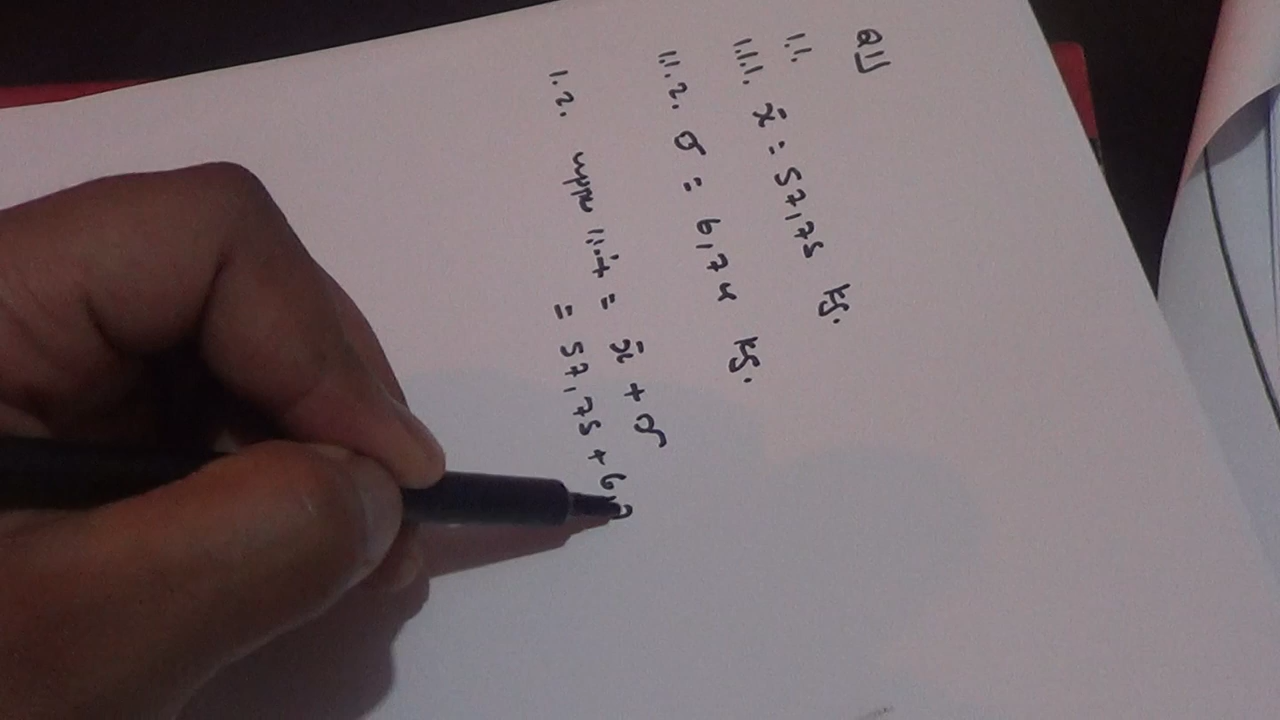 Q1)
1.1.
1.1.1. x̄ = 57,75 kg.
1.1.2. σ = 6,74 kg.
1.2. upper limit = x̄ + σ
= 57,75 + 6,7